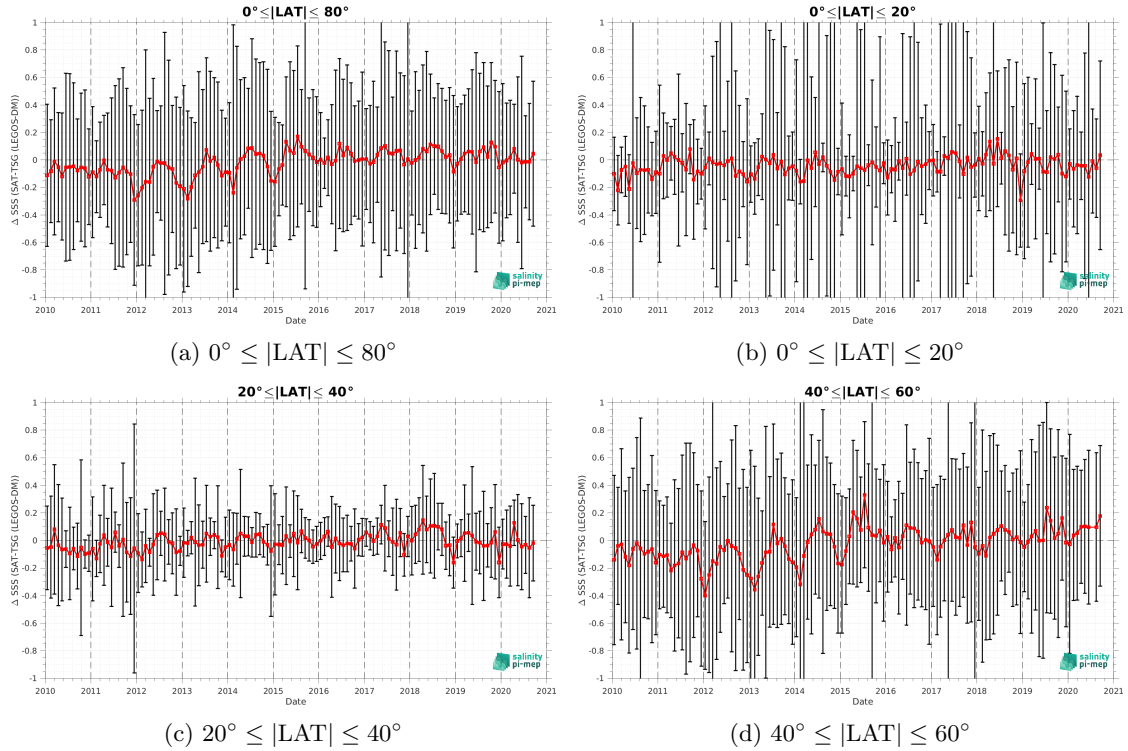 0°≤|LAT|≤ 80°
Δ SSS (SAT-TSG (LEGOS-DM))
1
0.8
0.6
0.4
0.2
0
-0.2
-0.4
-0.6
-0.8
-1
2010 2011 2012 2013 2014 2015 2016 2017 2018 2019 2020 2021
Date
salinity
pi-mep
(a) 0° ≤ |LAT| ≤ 80°
0°≤|LAT|≤ 20°
Δ SSS (SAT-TSG (LEGOS-DM))
1
0.8
0.6
0.4
0.2
0
-0.2
-0.4
-0.6
-0.8
-1
2010 2011 2012 2013 2014 2015 2016 2017 2018 2019 2020 2021
Date
salinity
pi-mep
(b) 0° ≤ |LAT| ≤ 20°
20°≤|LAT|≤ 40°
Δ SSS (SAT-TSG (LEGOS-DM))
1
0.8
0.6
0.4
0.2
0
-0.2
-0.4
-0.6
-0.8
-1
2010 2011 2012 2013 2014 2015 2016 2017 2018 2019 2020 2021
Date
salinity
pi-mep
(c) 20° ≤ |LAT| ≤ 40°
40°≤|LAT|≤ 60°
Δ SSS (SAT-TSG (LEGOS-DM))
1
0.8
0.6
0.4
0.2
0
-0.2
-0.4
-0.6
-0.8
-1
2010 2011 2012 2013 2014 2015 2016 2017 2018 2019 2020 2021
Date
salinity
pi-mep
(d) 40° ≤ |LAT| ≤ 60°